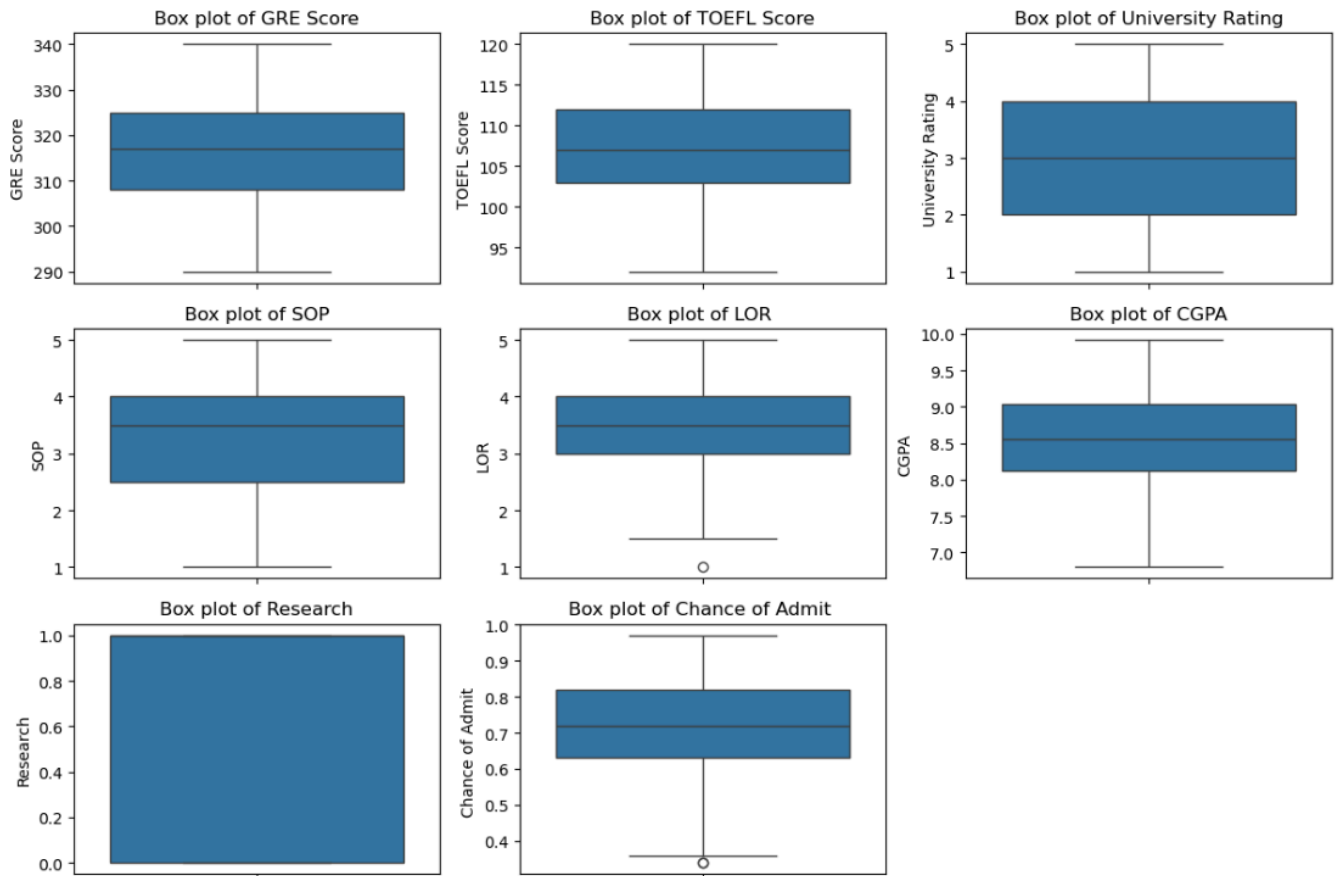 Box plot of GRE Score
340
330
320
310
300
290
GRE Score
Box plot of TOEFL Score
120
115
110
105
100
95
TOEFL Score
Box plot of University Rating
5
4
3
2
1
University Rating
Box plot of SOP
5
4
3
2
1
SOP
Box plot of LOR
5
4
3
2
1
LOR
Box plot of CGPA
10.0
9.5
9.0
8.5
8.0
7.5
7.0
CGPA
Box plot of Research
1.0
0.8
0.6
0.4
0.2
0.0
Research
Box plot of Chance of Admit
1.0
0.9
0.8
0.7
0.6
0.5
0.4
Chance of Admit